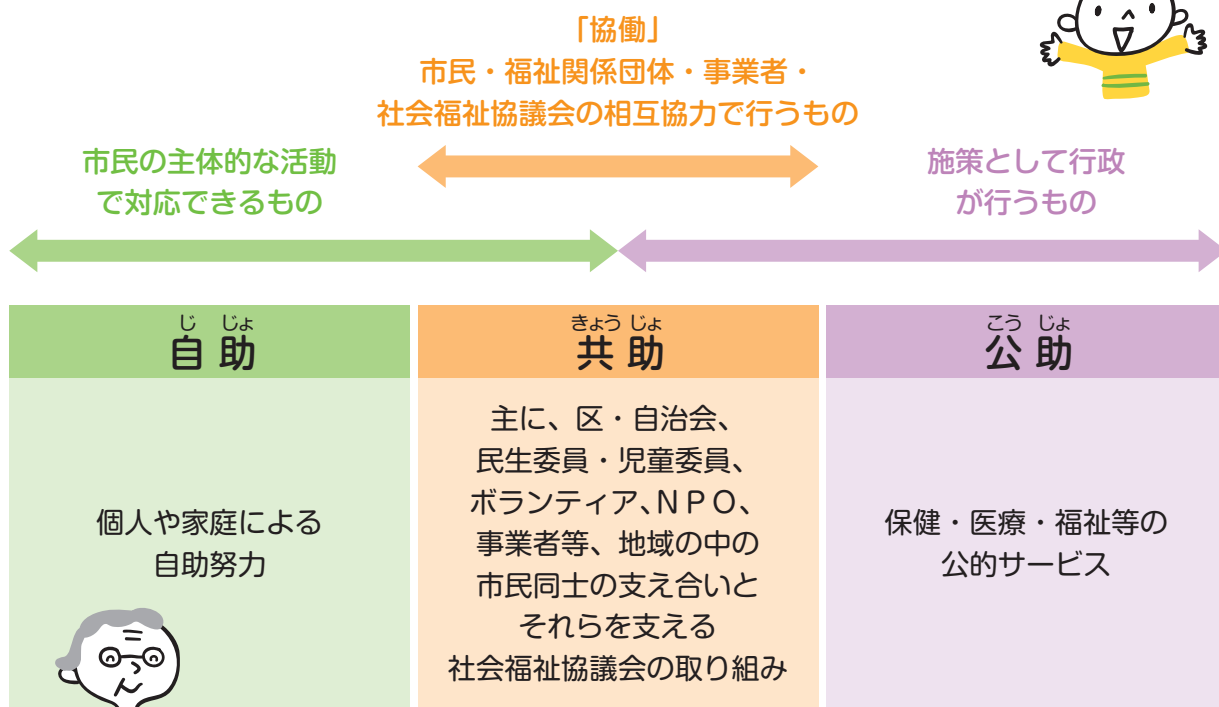 「協働」
市民・福祉関係団体・事業者・
社会福祉協議会の相互協力で行うもの
市民の主体的な活動
で対応できるもの
施策として行政
が行うもの
じ じょ
自助
きょう じょ
共助
こう じょ
公助
個人や家庭による
自助努力
主に、区・自治会、
民生委員・児童委員、
ボランティア、NPO、
事業者等、地域の中の
市民同士の支え合いと
それらを支える
社会福祉協議会の取り組み
保健・医療・福祉等の
公的サービス